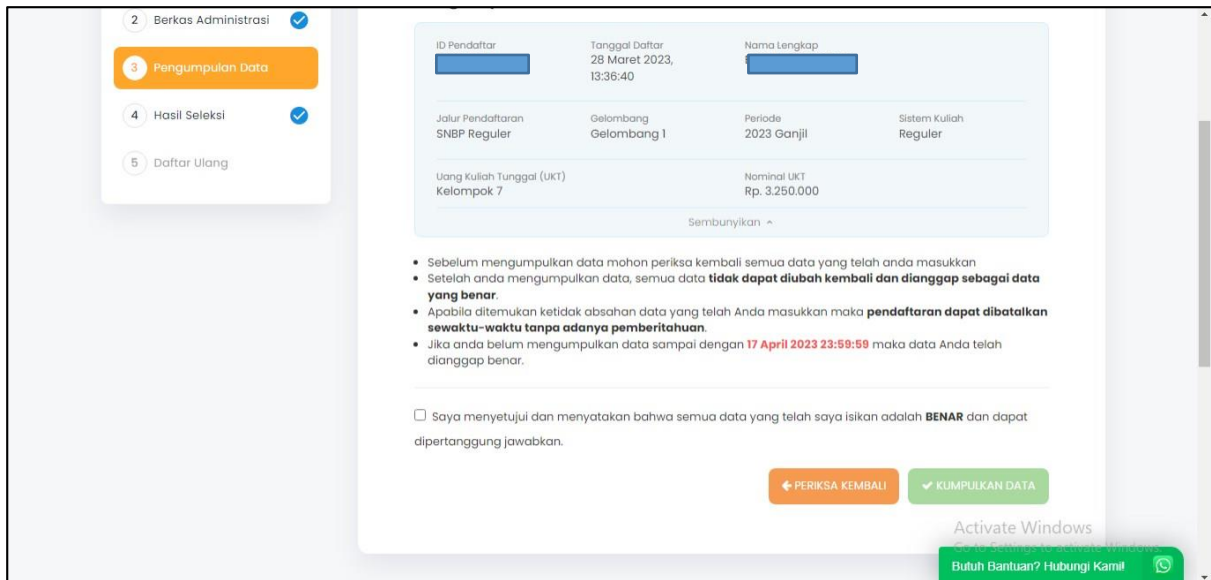 2 Berkas Administrasi
3 Pengumpulan Data
4 Hasil Seleksi
5 Daftar Ulang
ID Pendaftar
Tanggal Daftar
28 Maret 2023,
13:36:40
Nama Lengkap
Jalur Pendaftaran
SNBP Reguler
Gelombang
Gelombang 1
Periode
2023 Ganjil
Sistem Kuliah
Reguler
Uang Kuliah Tunggal (UKT)
Kelompok 7
Nominal UKT
Rp. 3.250.000
Sembunyikan
Sebelum mengumpulkan data mohon periksa kembali semua data yang telah anda masukkan
Setelah anda mengumpulkan data, semua data tidak dapat diubah kembali dan dianggap sebagai data
yang benar.
Apabila ditemukan ketidak absahan data yang telah Anda masukkan maka pendaftaran dapat dibatalkan
sewaktu-waktu tanpa adanya pemberitahuan.
Jika anda belum mengumpulkan data sampai dengan 17 April 2023 23:59:59 maka data Anda telah
dianggap benar.
Saya menyetujui dan menyatakan bahwa semua data yang telah saya isikan adalah BENAR dan dapat
dipertanggung jawabkan.
PERIKSA KEMBALI
KUMPULKAN DATA
Activate Windows
Go to Settings to activate Windows.
Butuh Bantuan? Hubungi Kami!